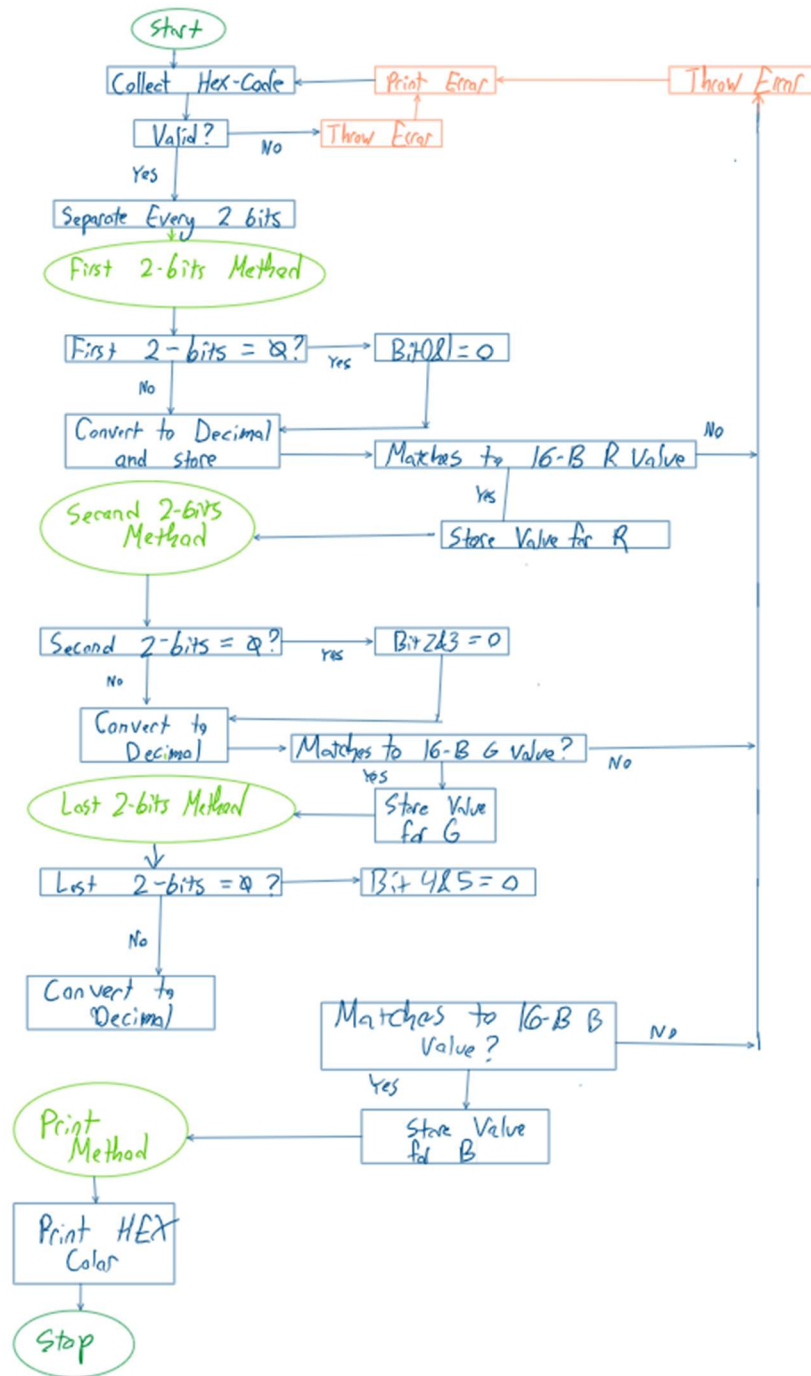 Start
Collect Hex-Code
Print Error
Throw Error
Valid?
No
Throw Error
Yes
Separate Every 2 bits
First 2-bits Method
First 2-bits = Ø?
Yes
Bit0&1=0
No
Convert to Decimal
and store
Matches to 16-B R Value
No
Yes
Second 2-bits
Method
Store Value for R
Second 2-bits = Ø?
Yes
Bit2&3=0
No
Convert to
Decimal
Matches to 16-B G Value?
No
Yes
Last 2-bits Method
Store Value
for G
Last 2-bits = Ø ?
Bit 4&5=0
No
Convert to
Decimal
Matches to 16-B B
Value?
No
Yes
Print
Method
Store Value
for B
Print HEX
Color
Stop